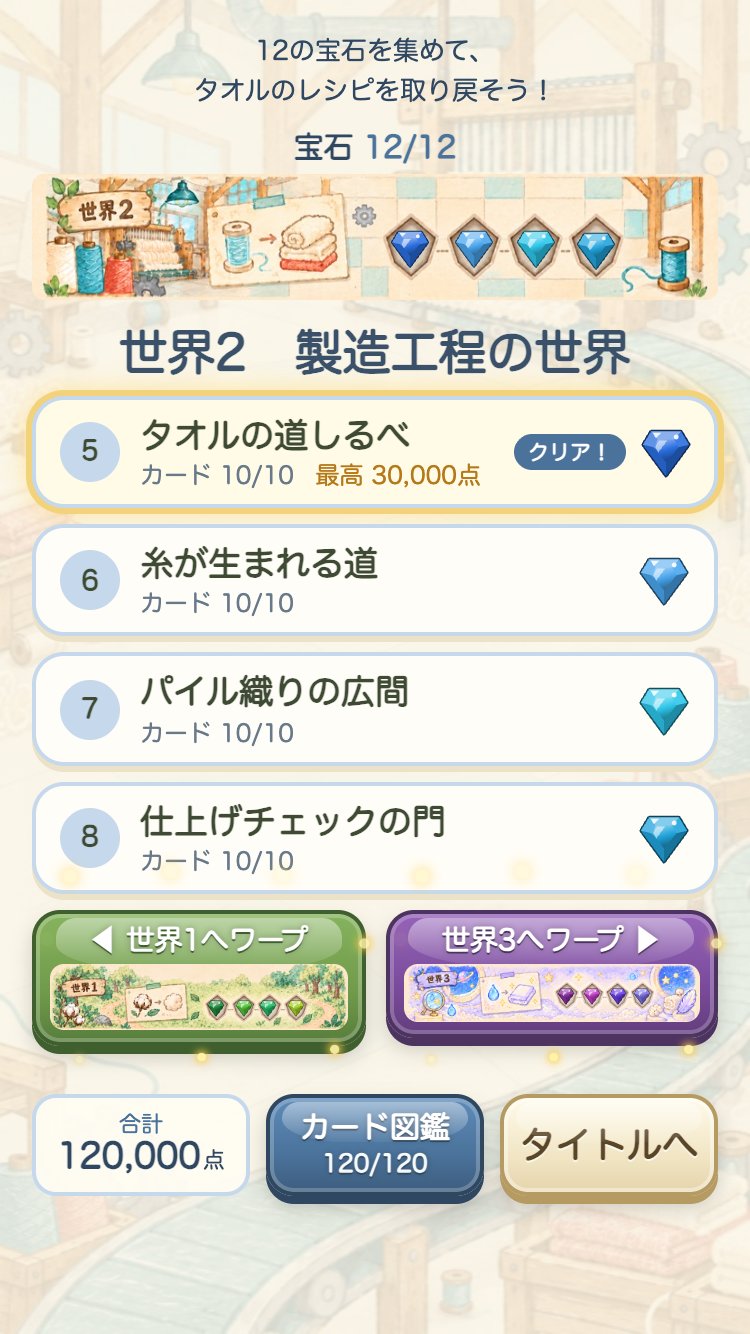 12の宝石を集めて、
タオルのレシピを取り戻そう！
宝石 12/12
世界2
世界2　製造工程の世界
5
タオルの道しるべ
カード 10/10 最高 30,000点
クリア！
6
糸が生まれる道
カード 10/10
7
パイル織りの広間
カード 10/10
8
仕上げチェックの門
カード 10/10
◀ 世界1へワープ
世界1
世界3へワープ ▶
世界3
合計
120,000点
カード図鑑
120/120
タイトルへ